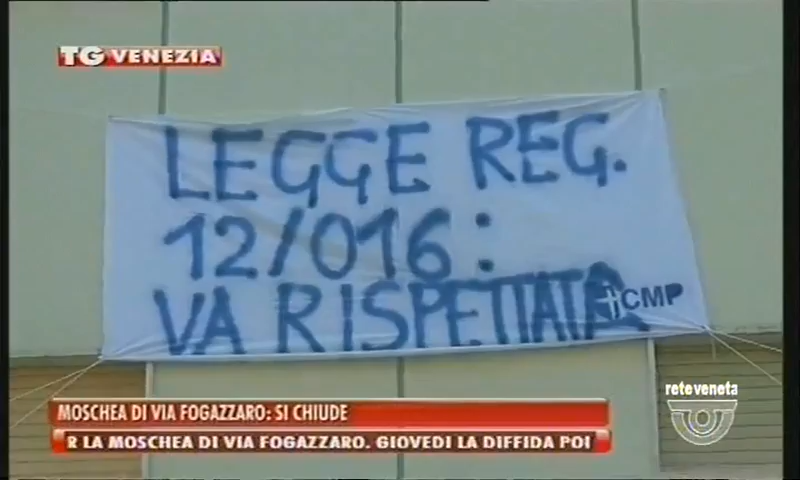 TG VENEZIA
LEGGE REG.
12/016:
VA RISPETTATA
CMP
reteveneta
MOSCHEA DI VIA FOGAZZARO: SI CHIUDE
R LA MOSCHEA DI VIA FOGAZZARO. GIOVEDI LA DIFFIDA POI